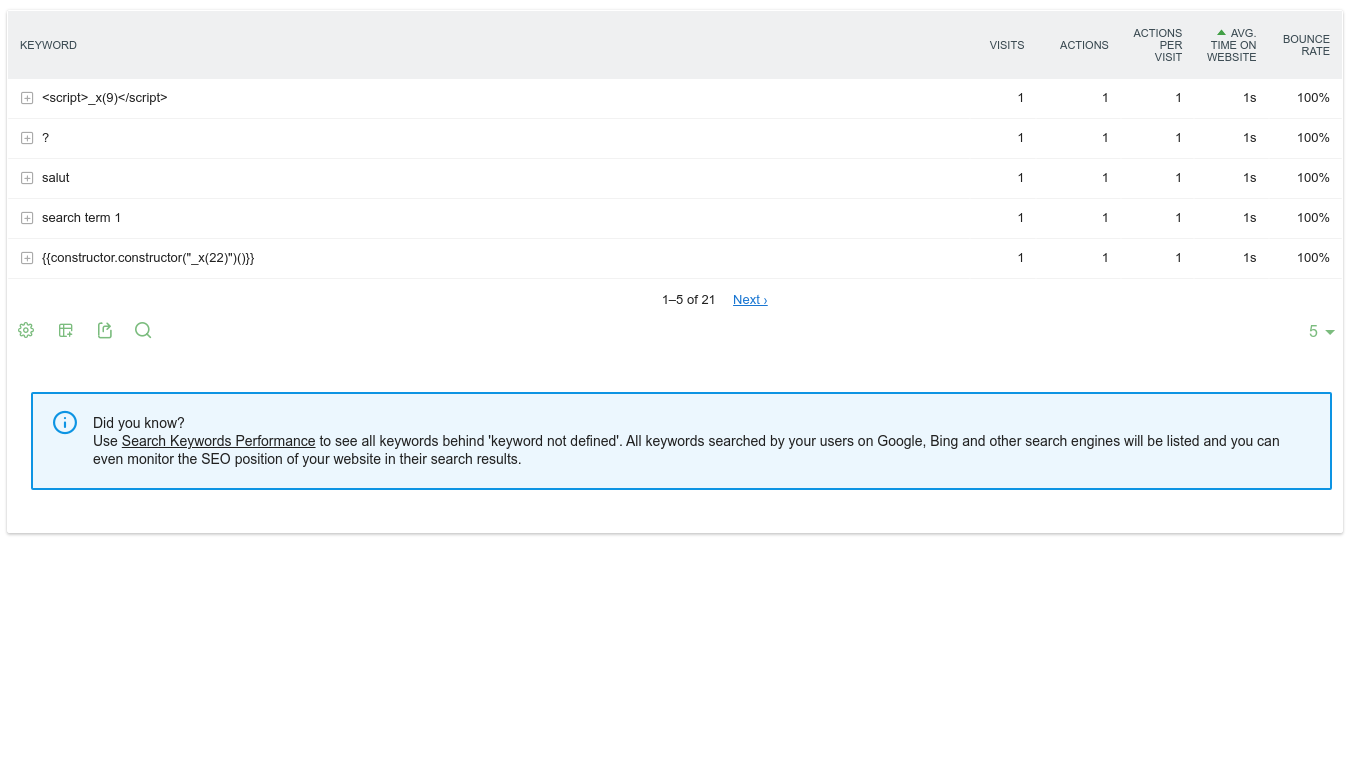 KEYWORD VISITS ACTIONS ACTIONS PER VISIT AVG. TIME ON WEBSITE BOUNCE RATE
<script>_x(9)</script> 1 1 1 1s 100%
? 1 1 1 1s 100%
salut 1 1 1 1s 100%
search term 1 1 1 1 1s 100%
{{constructor.constructor("_x(22)")()}} 1 1 1 1s 100%
1–5 of 21 Next ›
5
Did you know?
Use Search Keywords Performance to see all keywords behind 'keyword not defined'. All keywords searched by your users on Google, Bing and other search engines will be listed and you can
even monitor the SEO position of your website in their search results.